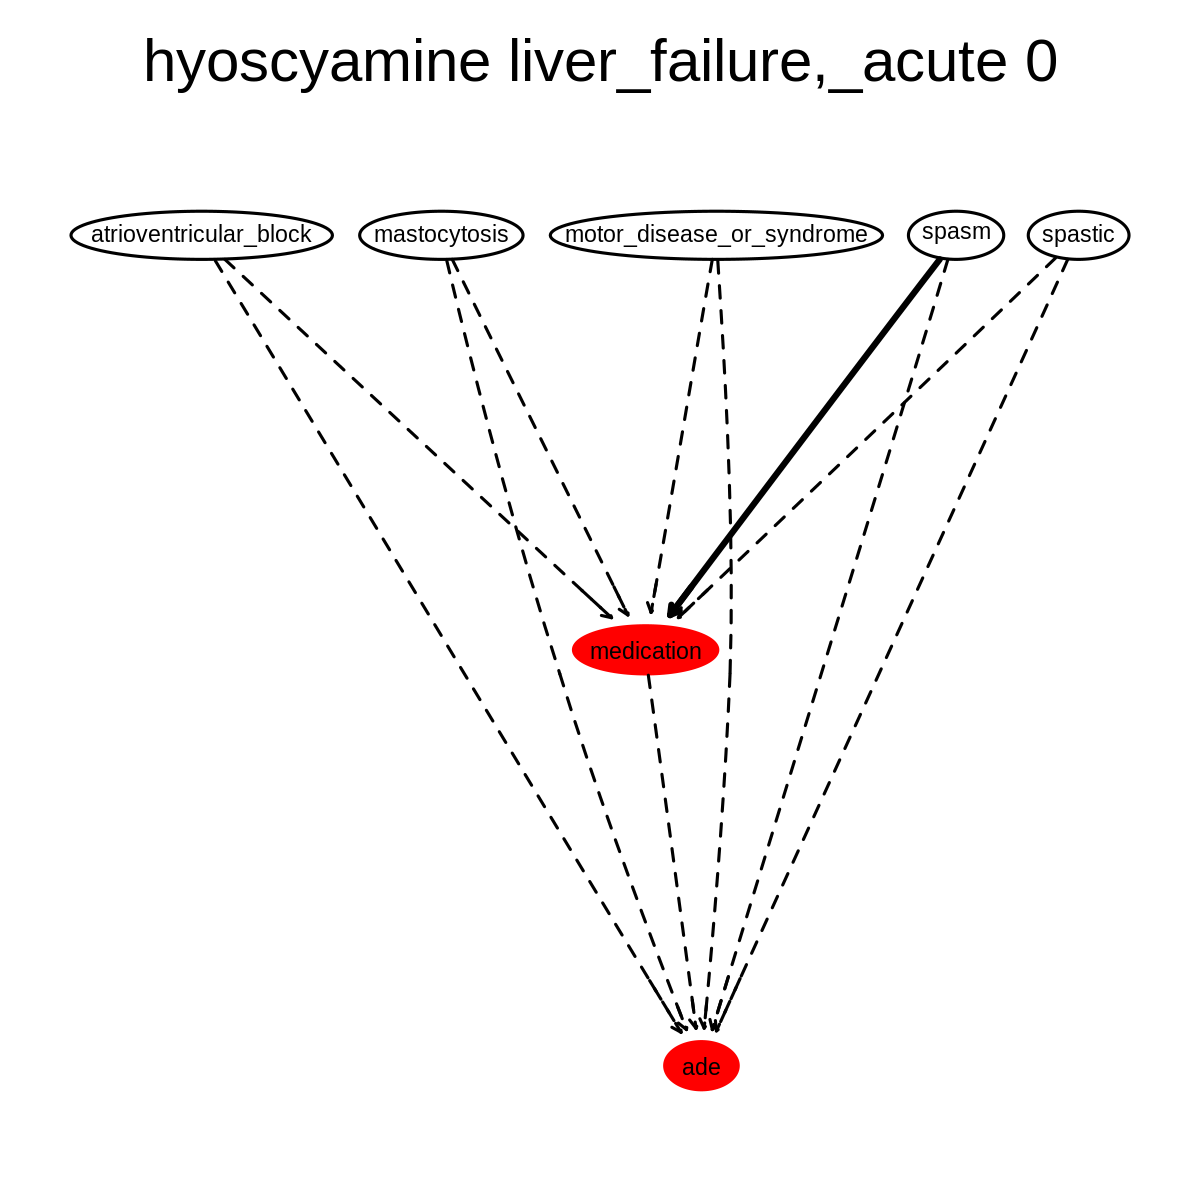 hyoscyamine liver_failure,_acute 0
atrioventricular_block
mastocytosis
motor_disease_or_syndrome
spasm
spastic
medication
ade